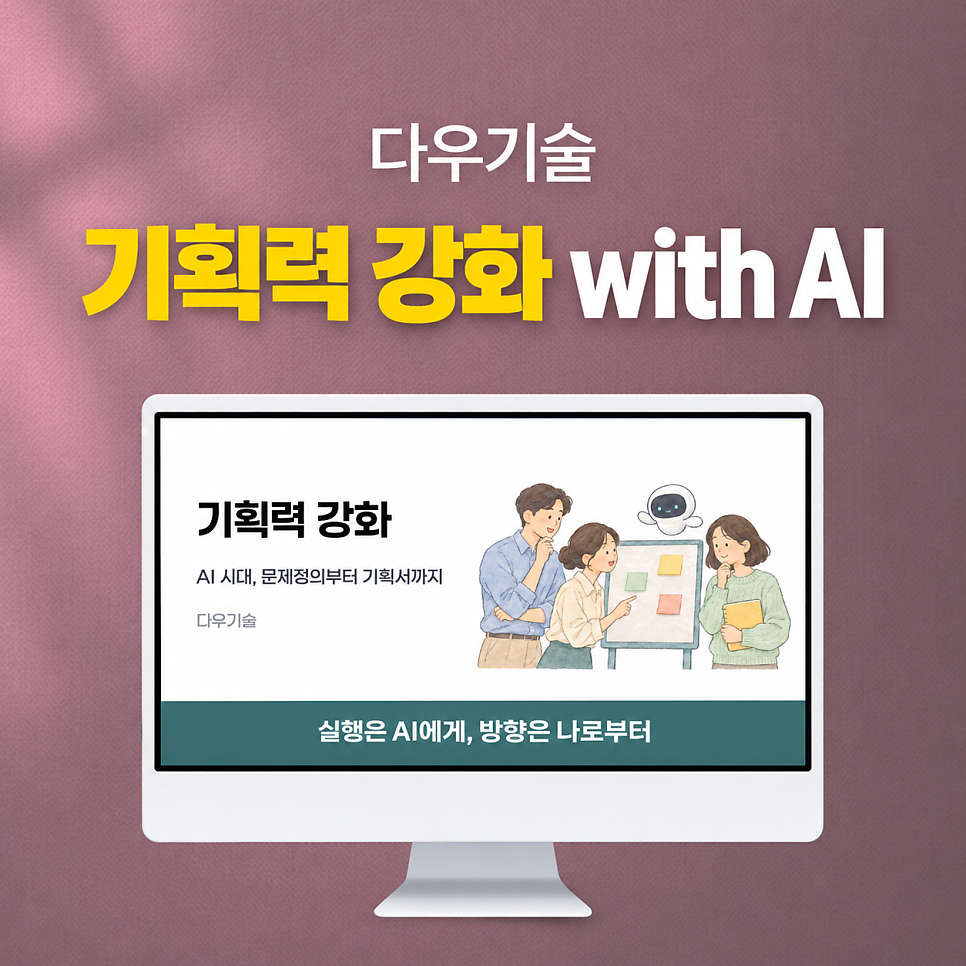 다우기술
기획력 강화 with AI
기획력 강화
AI 시대, 문제정의부터 기획서까지
다우기술
실행은 AI에게, 방향은 나로부터